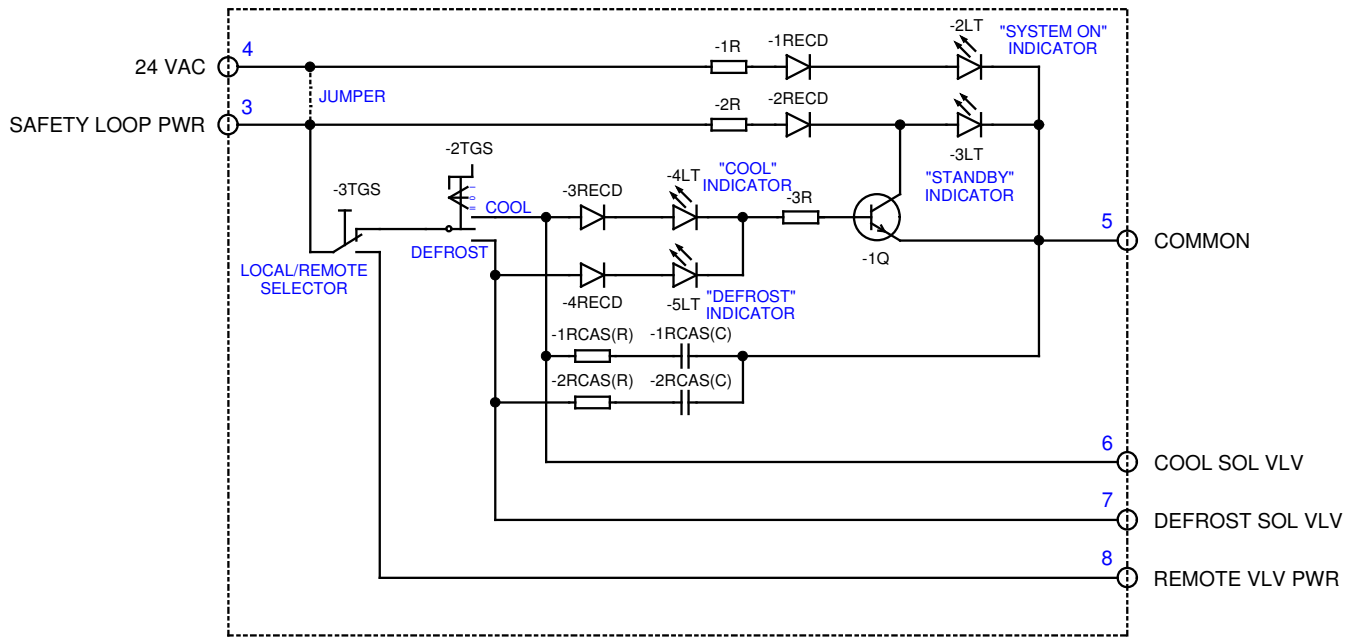 -2LT
"SYSTEM ON"
INDICATOR
-1R
-1RECD
4
24 VAC
JUMPER
3
SAFETY LOOP PWR
-2R
-2RECD
-3LT
"STANDBY"
INDICATOR
-2TGS
-3TGS
COOL
DEFROST
LOCAL/REMOTE
SELECTOR
-3RECD
-4LT
"COOL"
INDICATOR
-3R
-1Q
5
COMMON
-4RECD
-5LT
"DEFROST"
INDICATOR
-1RCAS(R)
-1RCAS(C)
-2RCAS(R)
-2RCAS(C)
6
COOL SOL VLV
7
DEFROST SOL VLV
8
REMOTE VLV PWR